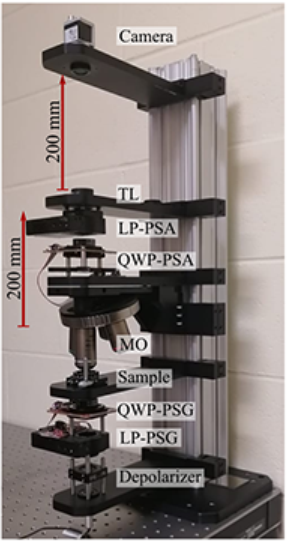 Camera
200 mm
TL
LP-PSA
QWP-PSA
200 mm
MO
Sample
QWP-PSG
LP-PSG
Depolarizer